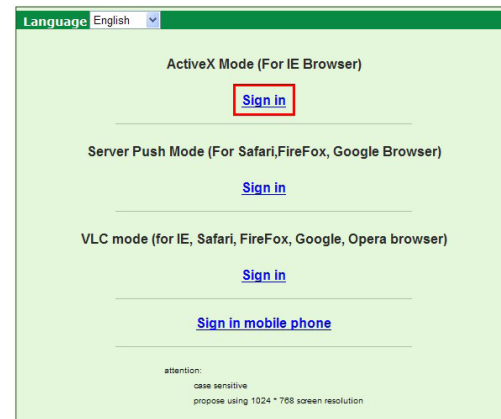 Language English
ActiveX Mode (For IE Browser)
Sign in
Server Push Mode (For Safari,FireFox, Google Browser)
Sign in
VLC mode (for IE, Safari, FireFox, Google, Opera browser)
Sign in
Sign in mobile phone
attention:
case sensitive
propose using 1024 * 768 screen resolution